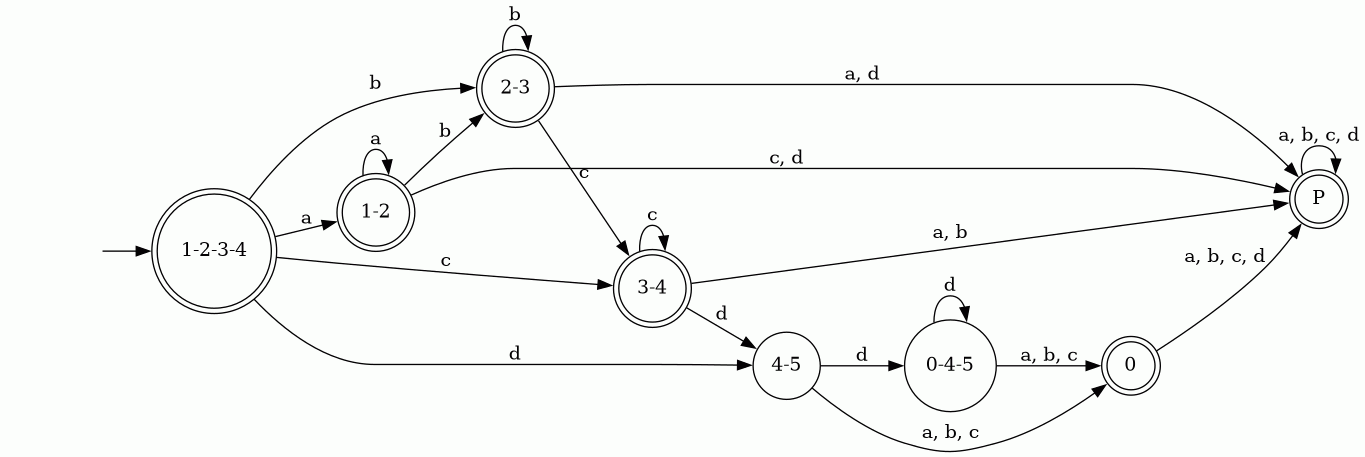 b
2-3
a, d
b
b
a
1-2
c, d
a, b, c, d
P
c
1-2-3-4
a
c
c
3-4
a, b
a, b, c, d
d
d
d
4-5
d
0-4-5
a, b, c
0
a, b, c